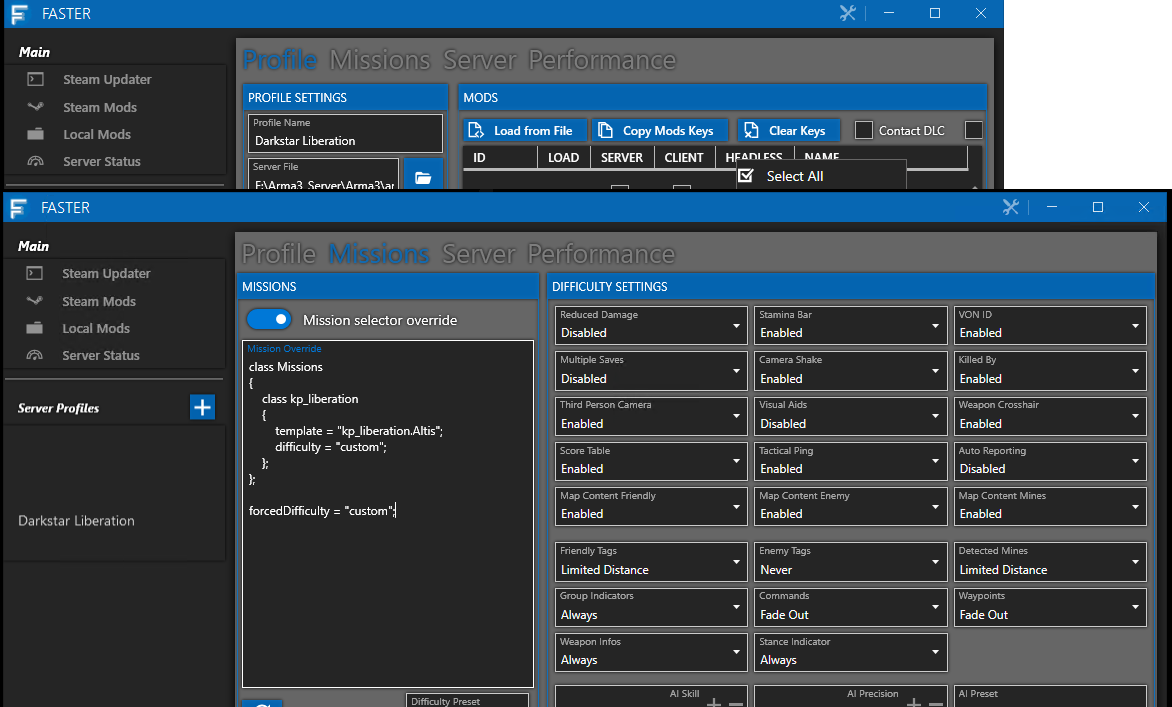 FASTER
Main
Steam Updater
Steam Mods
Local Mods
Server Status
Profile Missions Server Performance
PROFILE SETTINGS
Profile Name
Darkstar Liberation
Server File
F:\Arma3_Server\Arma3\ar
MODS
Load from File
Copy Mods Keys
Clear Keys
Contact DLC
ID LOAD SERVER CLIENT HEADLESS NAME
Select All
FASTER
Main
Steam Updater
Steam Mods
Local Mods
Server Status
Server Profiles
Darkstar Liberation
Profile Missions Server Performance
MISSIONS
Mission selector override
Mission Override
class Missions
{
class kp_liberation
{
template = "kp_liberation.Altis";
difficulty = "custom";
};
};
forcedDifficulty = "custom";
Difficulty Preset
DIFFICULTY SETTINGS
Reduced Damage
Disabled
Stamina Bar
Enabled
VON ID
Enabled
Multiple Saves
Disabled
Camera Shake
Enabled
Killed By
Enabled
Third Person Camera
Enabled
Visual Aids
Disabled
Weapon Crosshair
Enabled
Score Table
Enabled
Tactical Ping
Enabled
Auto Reporting
Disabled
Map Content Friendly
Enabled
Map Content Enemy
Enabled
Map Content Mines
Enabled
Friendly Tags
Limited Distance
Enemy Tags
Never
Detected Mines
Limited Distance
Group Indicators
Always
Commands
Fade Out
Waypoints
Fade Out
Weapon Infos
Always
Stance Indicator
Always
AI Skill
AI Precision
AI Preset